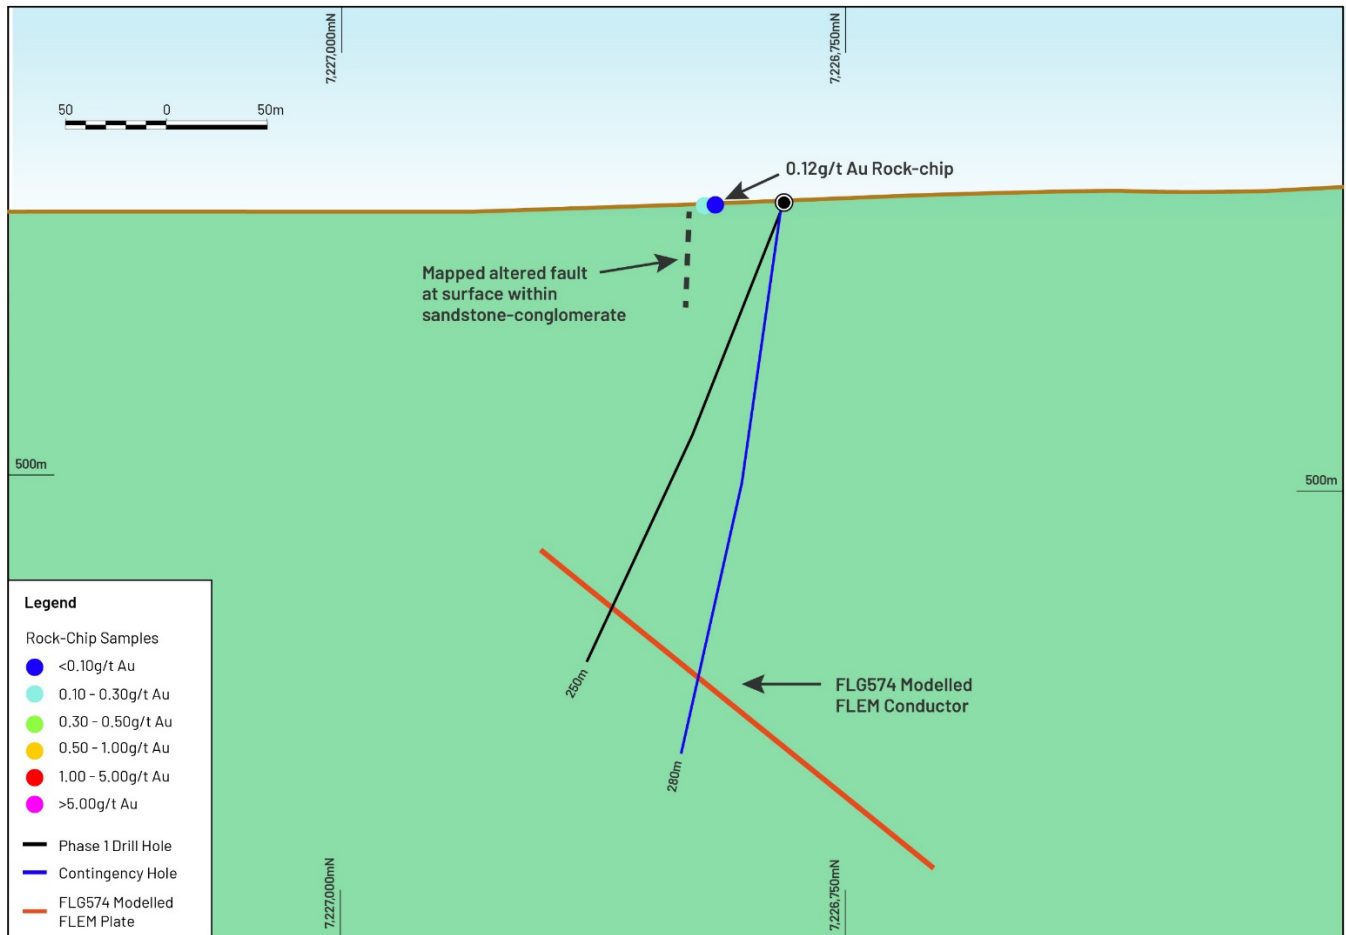 7,227,000mN
7,226,750mN
50 0 50m
0.12g/t Au Rock-chip
Mapped altered fault
at surface within
sandstone-conglomerate
500m
500m
250m
280m
FLG574 Modelled
FLEM Conductor
Legend
Rock-Chip Samples
<0.10g/t Au
0.10 - 0.30g/t Au
0.30 - 0.50g/t Au
0.50 - 1.00g/t Au
1.00 - 5.00g/t Au
>5.00g/t Au
Phase 1 Drill Hole
Contingency Hole
FLG574 Modelled
FLEM Plate
7,227,000mN
7,226,750mN